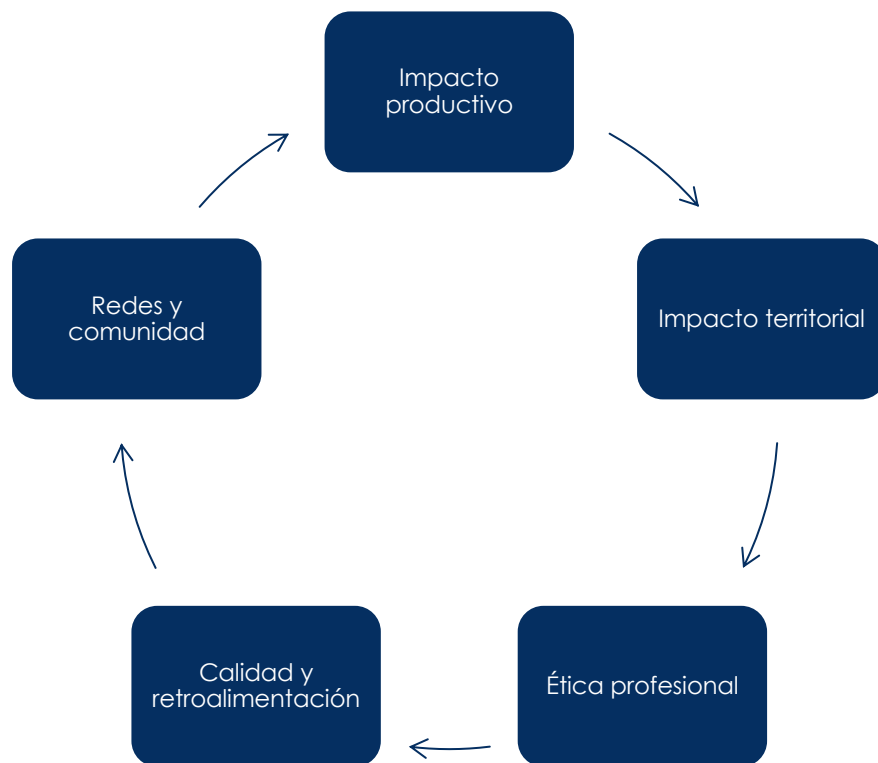 Impacto
productivo
Redes y
comunidad
Impacto territorial
Calidad y
retroalimentación
Ética profesional